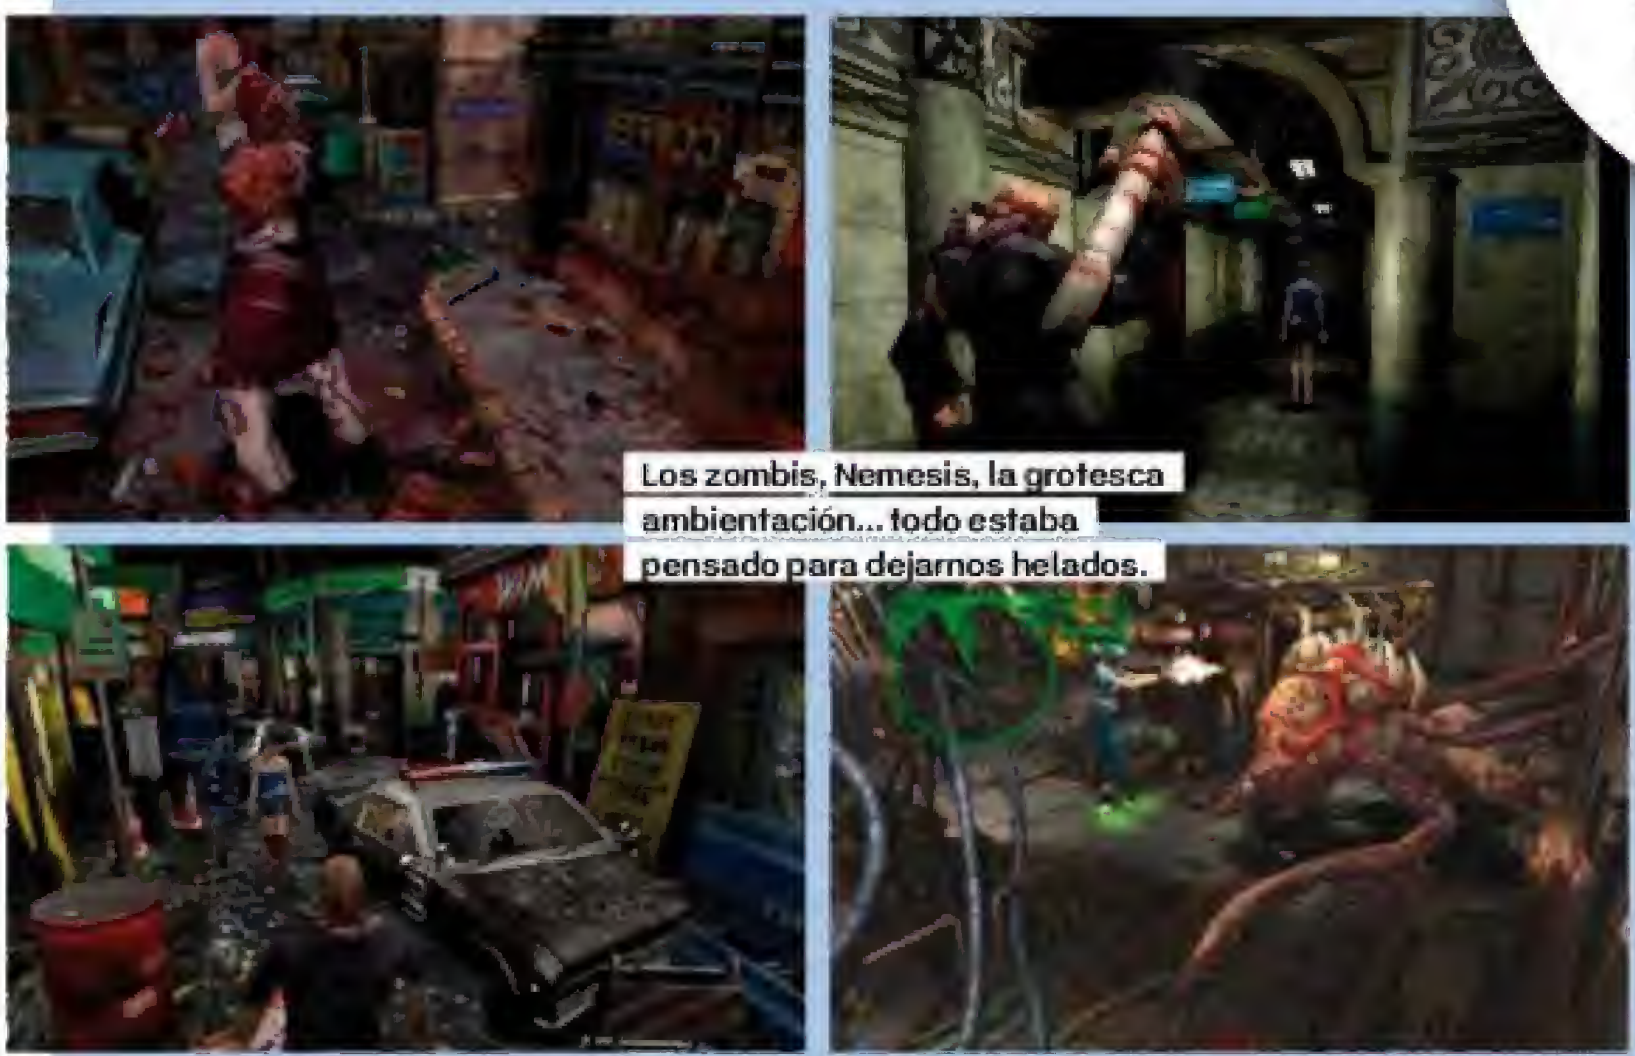 Los zombis, Nemesis, la grotesca
ambientación... todo estaba
pensado para dejarnos helados.